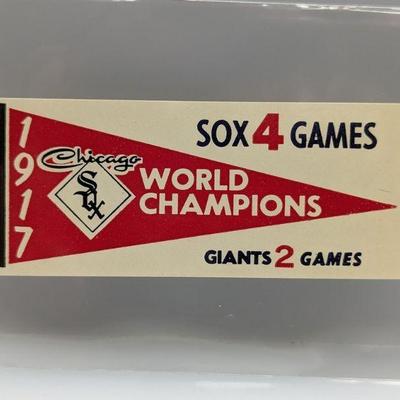 1917
Chicago
SOX
WORLD
CHAMPIONS
SOX 4 GAMES
GIANTS 2 GAMES